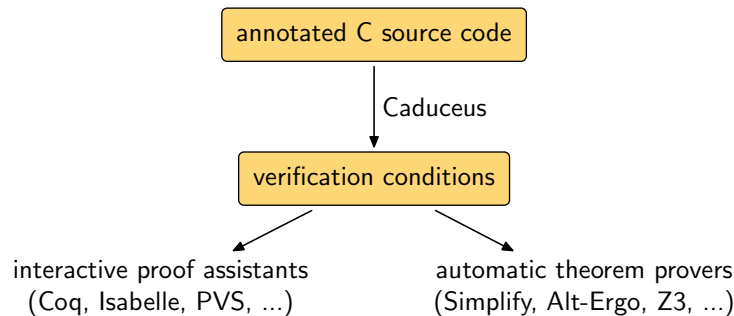 annotated C source code
Caduceus
verification conditions
interactive proof assistants
(Coq, Isabelle, PVS, ...)
automatic theorem provers
(Simplify, Alt-Ergo, Z3, ...)